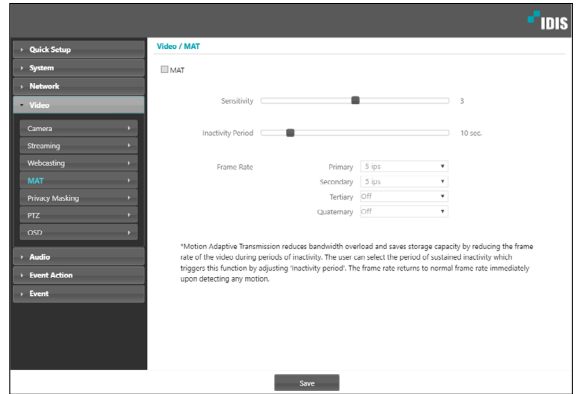 IDIS
Quick Setup
System
Network
Video
Camera
Streaming
Webcasting
MAT
Privacy Masking
PTZ
OSD
Audio
Event Action
Event
Video / MAT
MAT
Sensitivity 3
Inactivity Period 10 sec.
Frame Rate Primary 5 ips
Secondary 5 ips
Tertiary Off
Quaternary Off
*Motion Adaptive Transmission reduces bandwidth overload and saves storage capacity by reducing the frame
rate of the video during periods of inactivity. The user can select the period of sustained inactivity which
triggers this function by adjusting 'Inactivity period'. The frame rate returns to normal frame rate immediately
upon detecting any motion.
Save